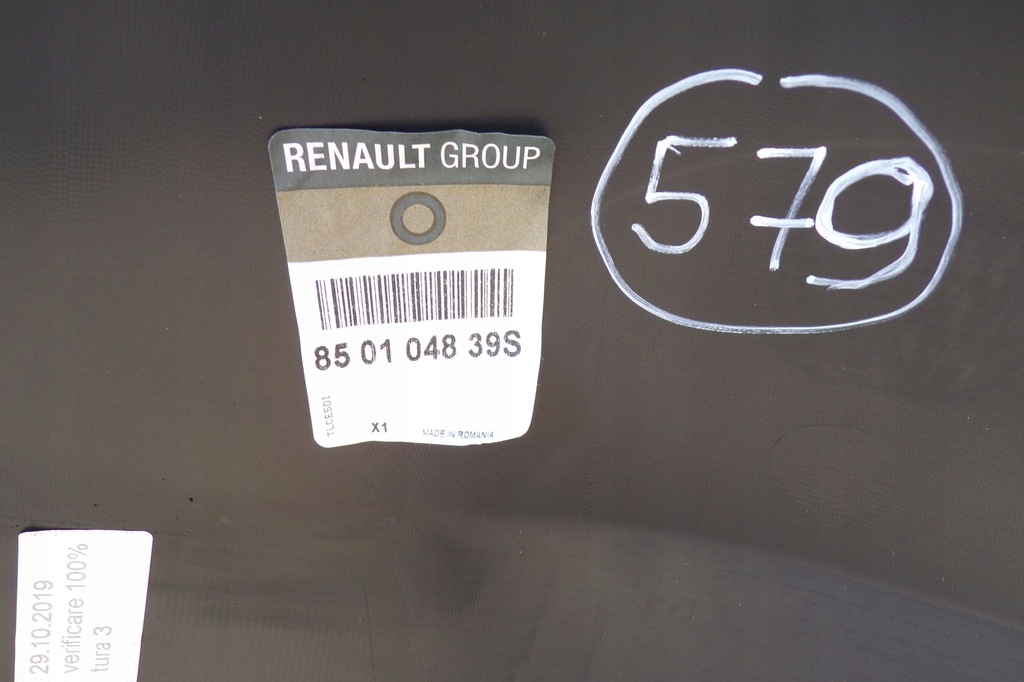 RENAULT GROUP
85 01 048 39S
TLCE501
X1
MADE IN ROMANIA
579
29.10.2019
verificare 100%
tura 3